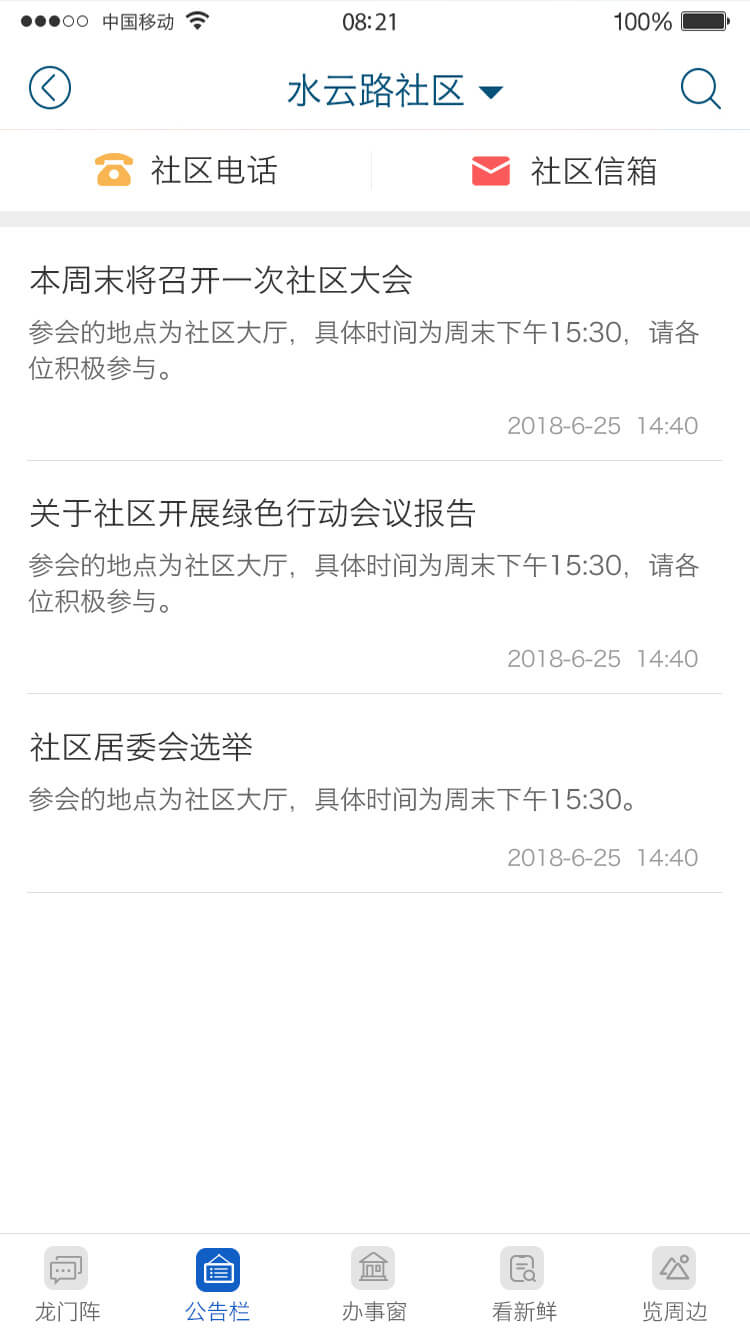 中国移动 08:21 100%
水云路社区
社区电话 社区信箱
本周末将召开一次社区大会
参会的地点为社区大厅，具体时间为周末下午15:30，请各
位积极参与。
2018-6-25 14:40
关于社区开展绿色行动会议报告
参会的地点为社区大厅，具体时间为周末下午15:30，请各
位积极参与。
2018-6-25 14:40
社区居委会选举
参会的地点为社区大厅，具体时间为周末下午15:30。
2018-6-25 14:40
龙门阵 公告栏 办事窗 看新鲜 览周边